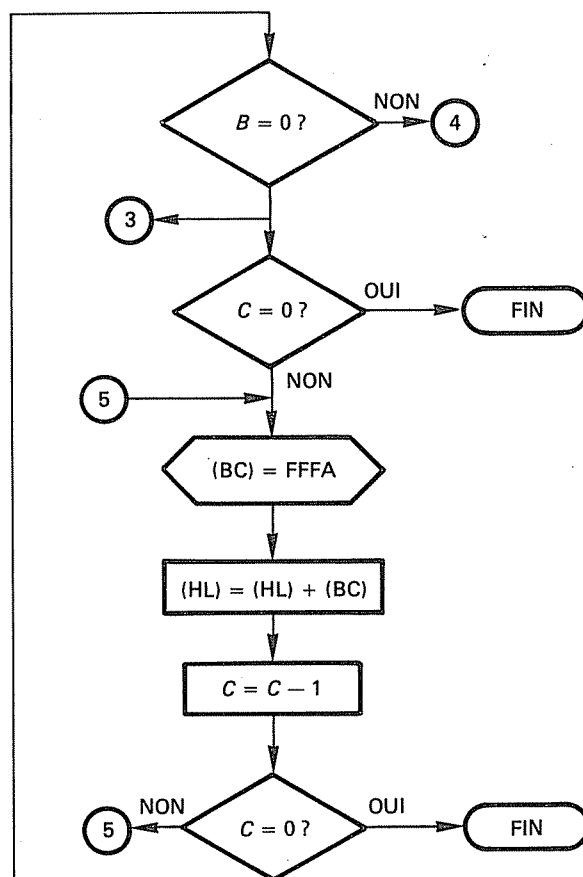 B = 0 ?
NON
4
3
C = 0 ?
OUI
FIN
NON
5
(BC) = FFFA
(HL) = (HL) + (BC)
C = C – 1
5
NON
C = 0 ?
OUI
FIN